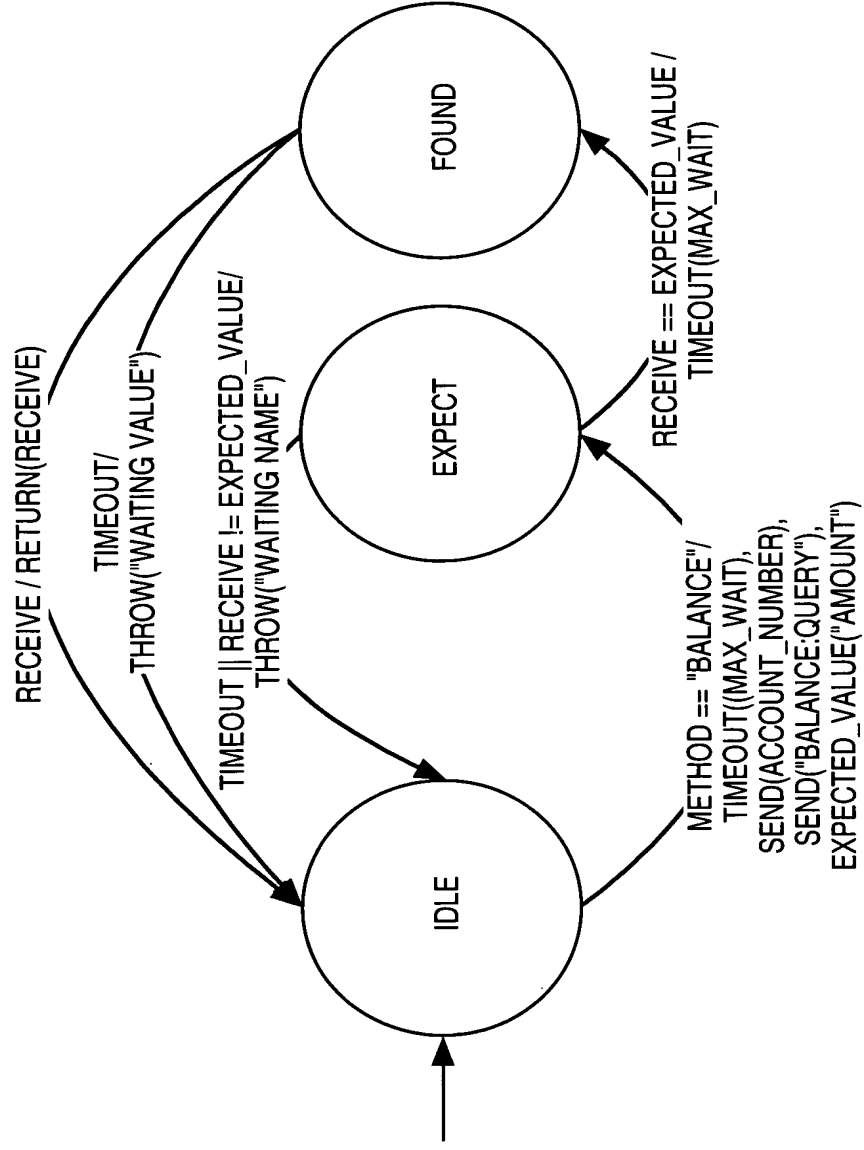 RECEIVE / RETURN(RECEIVE)
TIMEOUT/
THROW("WAITING VALUE")
TIMEOUT || RECEIVE != EXPECTED_VALUE/
THROW("WAITING NAME")
IDLE
EXPECT
FOUND
METHOD == "BALANCE"/
TIMEOUT((MAX_WAIT),
SEND(ACCOUNT_NUMBER),
SEND("BALANCE:QUERY"),
EXPECTED_VALUE("AMOUNT")
RECEIVE == EXPECTED_VALUE /
TIMEOUT(MAX_WAIT)